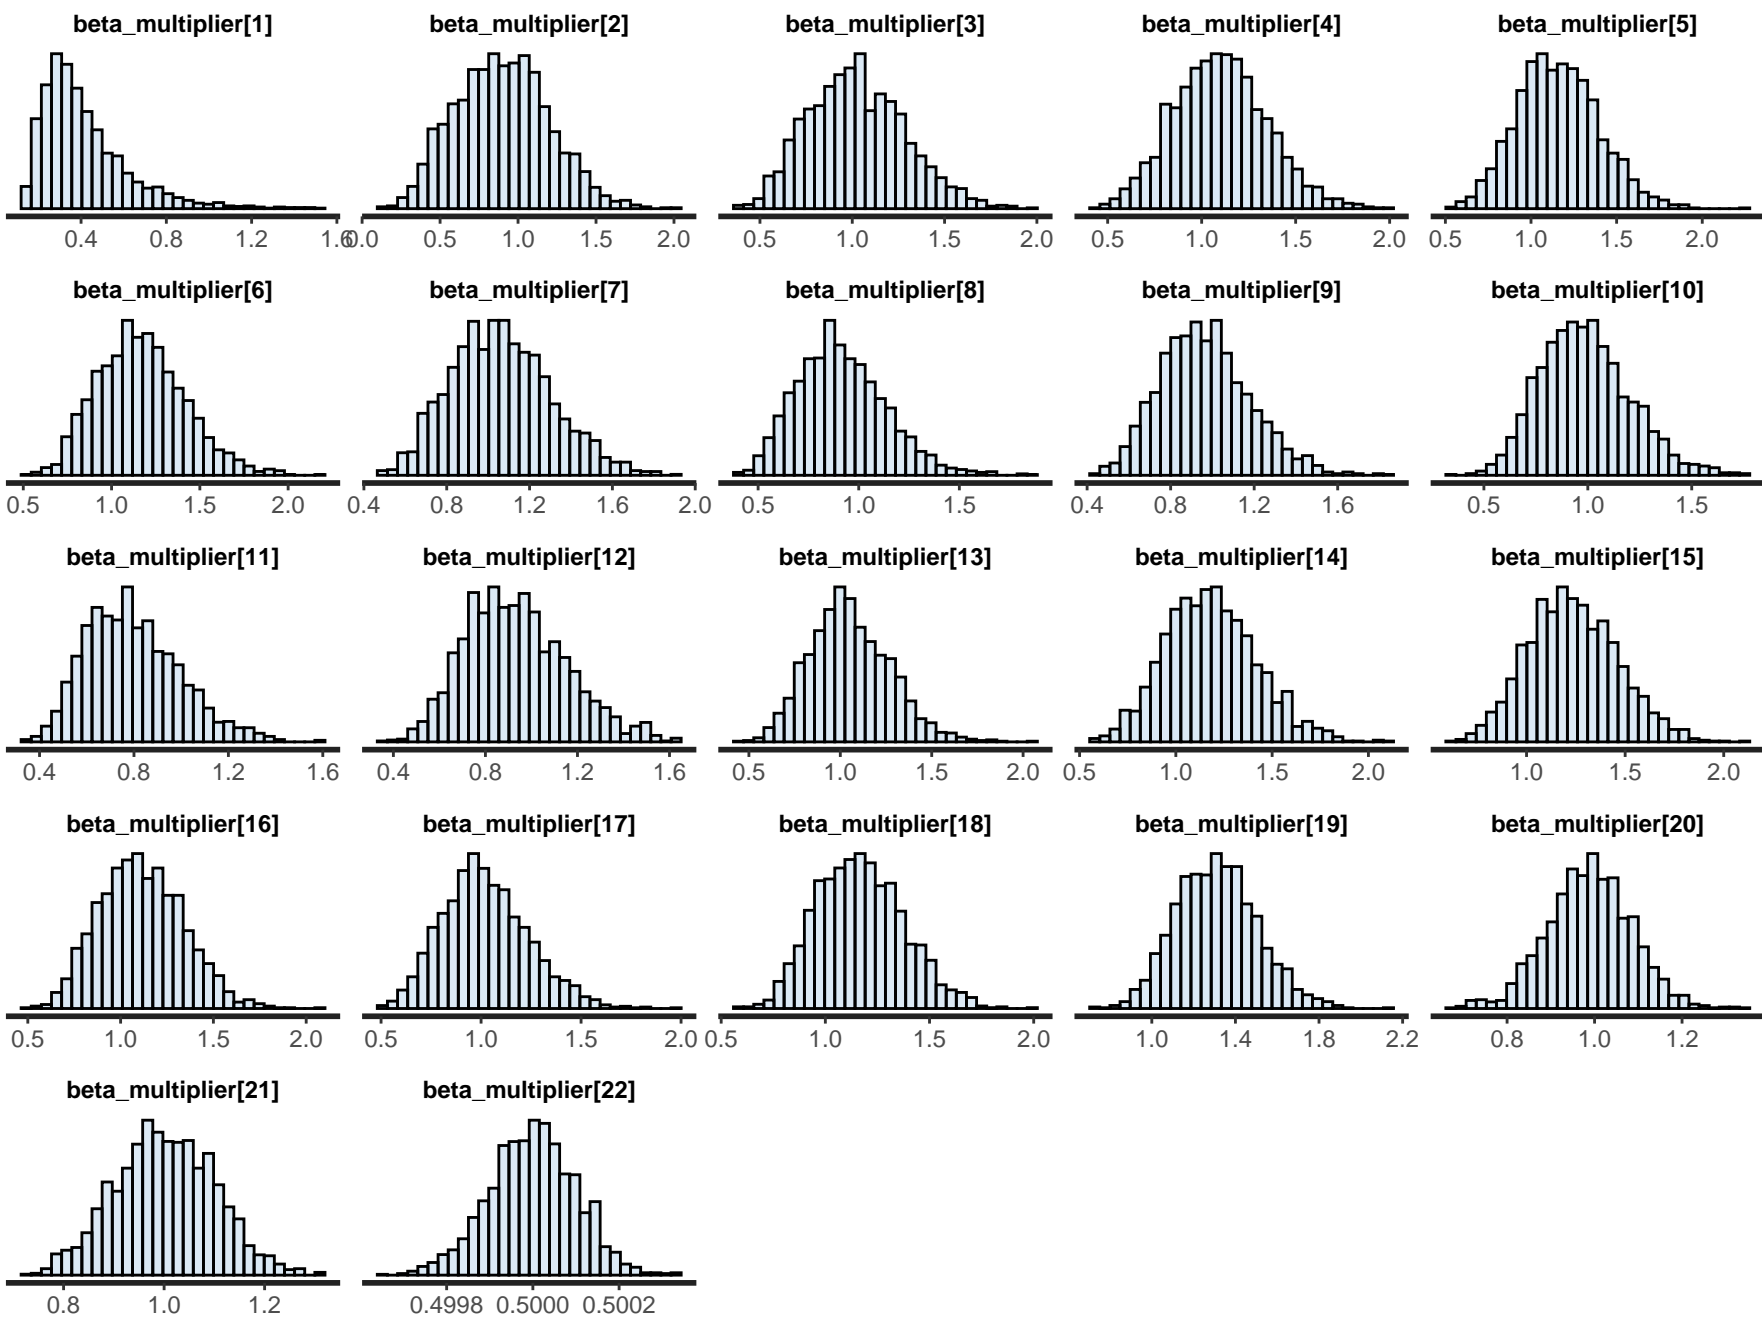 beta_multiplier[1] beta_multiplier[2] beta_multiplier[3] beta_multiplier[4] beta_multiplier[5]
0.4 0.8 1.2 1.6 0.0 0.5 1.0 1.5 2.0 0.5 1.0 1.5 2.0 0.5 1.0 1.5 2.0 0.5 1.0 1.5 2.0
beta_multiplier[6] beta_multiplier[7] beta_multiplier[8] beta_multiplier[9] beta_multiplier[10]
0.5 1.0 1.5 2.0 0.4 0.8 1.2 1.6 2.0 0.5 1.0 1.5 0.4 0.8 1.2 1.6 0.5 1.0 1.5
beta_multiplier[11] beta_multiplier[12] beta_multiplier[13] beta_multiplier[14] beta_multiplier[15]
0.4 0.8 1.2 1.6 0.4 0.8 1.2 1.6 0.5 1.0 1.5 2.0 0.5 1.0 1.5 2.0 1.0 1.5 2.0
beta_multiplier[16] beta_multiplier[17] beta_multiplier[18] beta_multiplier[19] beta_multiplier[20]
0.5 1.0 1.5 2.0 0.5 1.0 1.5 2.0 0.5 1.0 1.5 2.0 1.0 1.4 1.8 2.2 0.8 1.0 1.2
beta_multiplier[21] beta_multiplier[22]
0.8 1.0 1.2 0.4998 0.5000 0.5002